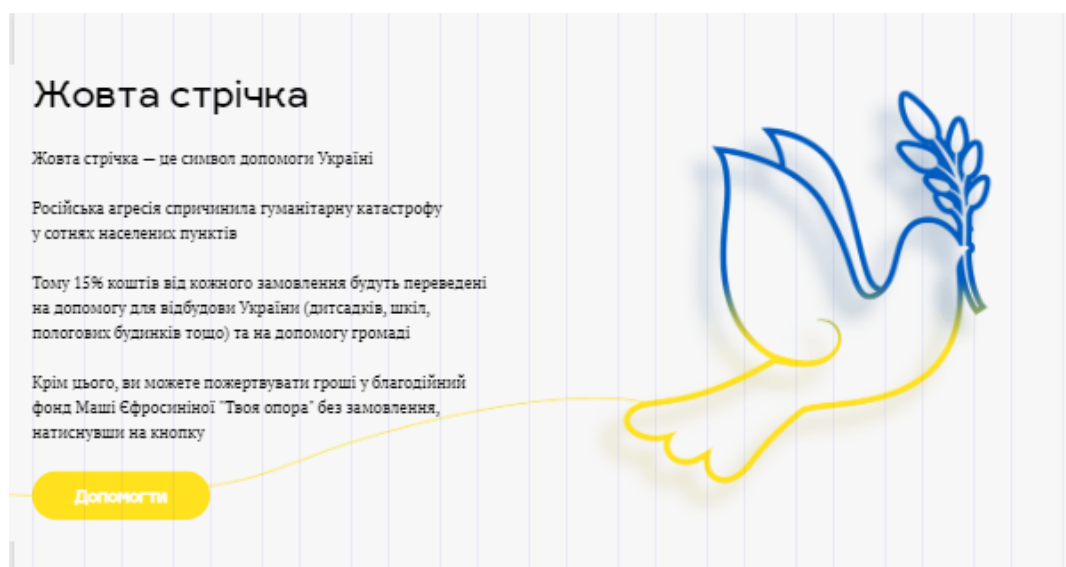 Жовта стрічка
Жовта стрічка — це символ допомоги Україні
Російська агресія спричинила гуманітарну катастрофу
у сотнях населених пунктів
Тому 15% коштів від кожного замовлення будуть переведені
на допомогу для відбудови України (дитсадків, шкіл,
пологових будинків тощо) та на допомогу громаді
Крім цього, ви можете пожертвувати гроші у благодійний
фонд Маші Єфросиніної "Твоя опора" без замовлення,
натиснувши на кнопку
Допомогти